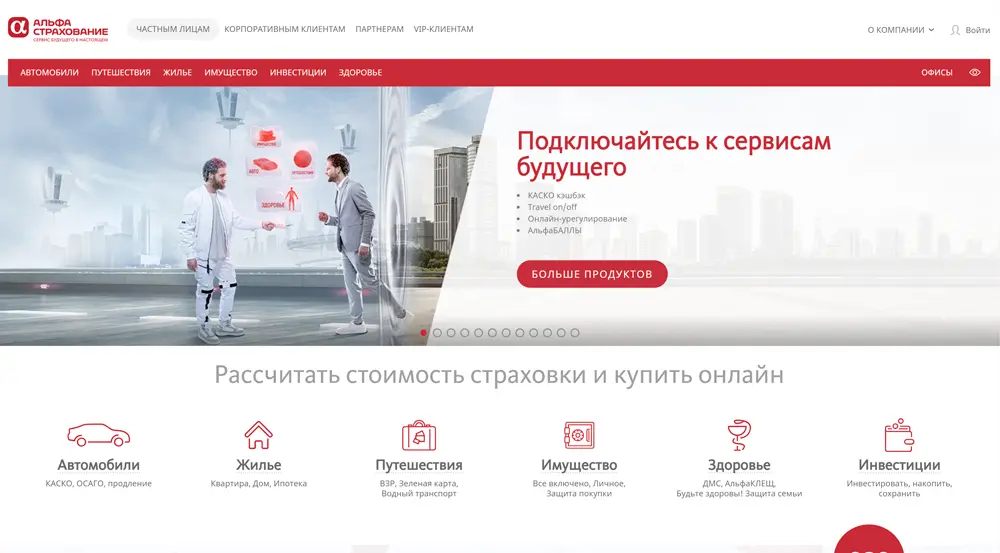 АЛЬФА
СТРАХОВАНИЕ
СЕРВИС БУДУЩЕГО В НАСТОЯЩЕМ
ЧАСТНЫМ ЛИЦАМ
КОРПОРАТИВНЫМ КЛИЕНТАМ
ПАРТНЕРАМ
VIP-КЛИЕНТАМ
О КОМПАНИИ
Войти
АВТОМОБИЛИ
ПУТЕШЕСТВИЯ
ЖИЛЬЕ
ИМУЩЕСТВО
ИНВЕСТИЦИИ
ЗДОРОВЬЕ
ОФИСЫ
ИМУЩЕСТВО
АВТО
ПУТЕШЕСТВИЯ
ЗДОРОВЬЕ
Подключайтесь к сервисам
будущего
КАСКО кэшбэк
Travel on/off
Онлайн-урегулирование
АльфаБАЛЛЫ
БОЛЬШЕ ПРОДУКТОВ
Рассчитать стоимость страховки и купить онлайн
Автомобили
КАСКО, ОСАГО, продление
Жилье
Квартира, Дом, Ипотека
Путешествия
ВЗР, Зеленая карта,
Водный транспорт
Имущество
Все включено, Личное,
Защита покупки
Здоровье
ДМС, АльфаКЛЕЩ,
Будьте здоровы! Защита семьи
Инвестиции
Инвестировать, накопить,
сохранить